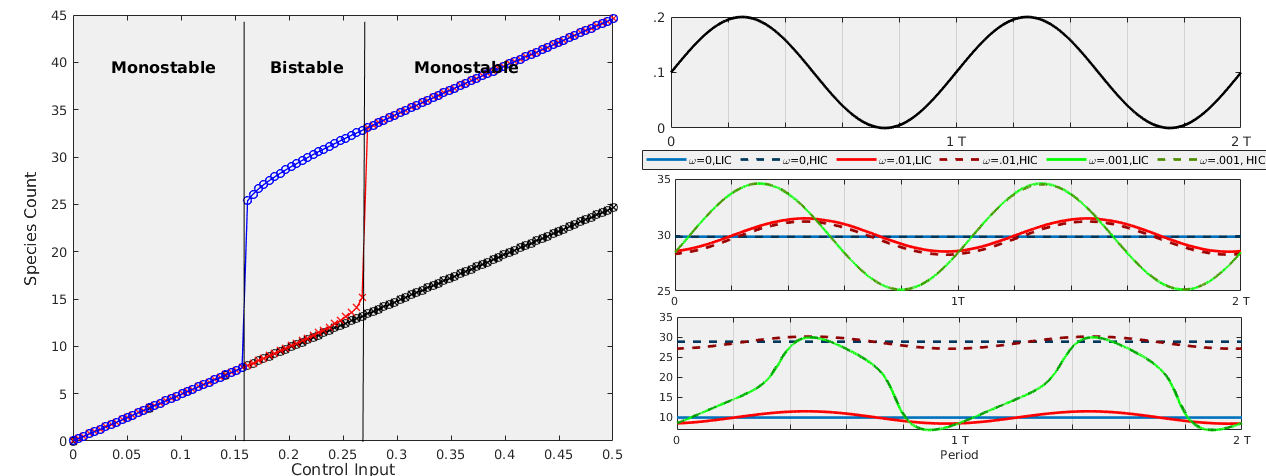 45
40
35
30
25
20
15
10
5
0
Species Count
Monostable Bistable Monostable
0 0.05 0.1 0.15 0.2 0.25 0.3 0.35 0.4 0.45 0.5
Control Input
.2
.1
0
0 1 T 2 T
ω=0,LIC ω=0,HIC ω=.01,LIC ω=.01,HIC ω=.001,LIC ω=.001, HIC
35
30
25
0 1T 2 T
35
30
25
20
15
10
0 1 T 2 T
Period